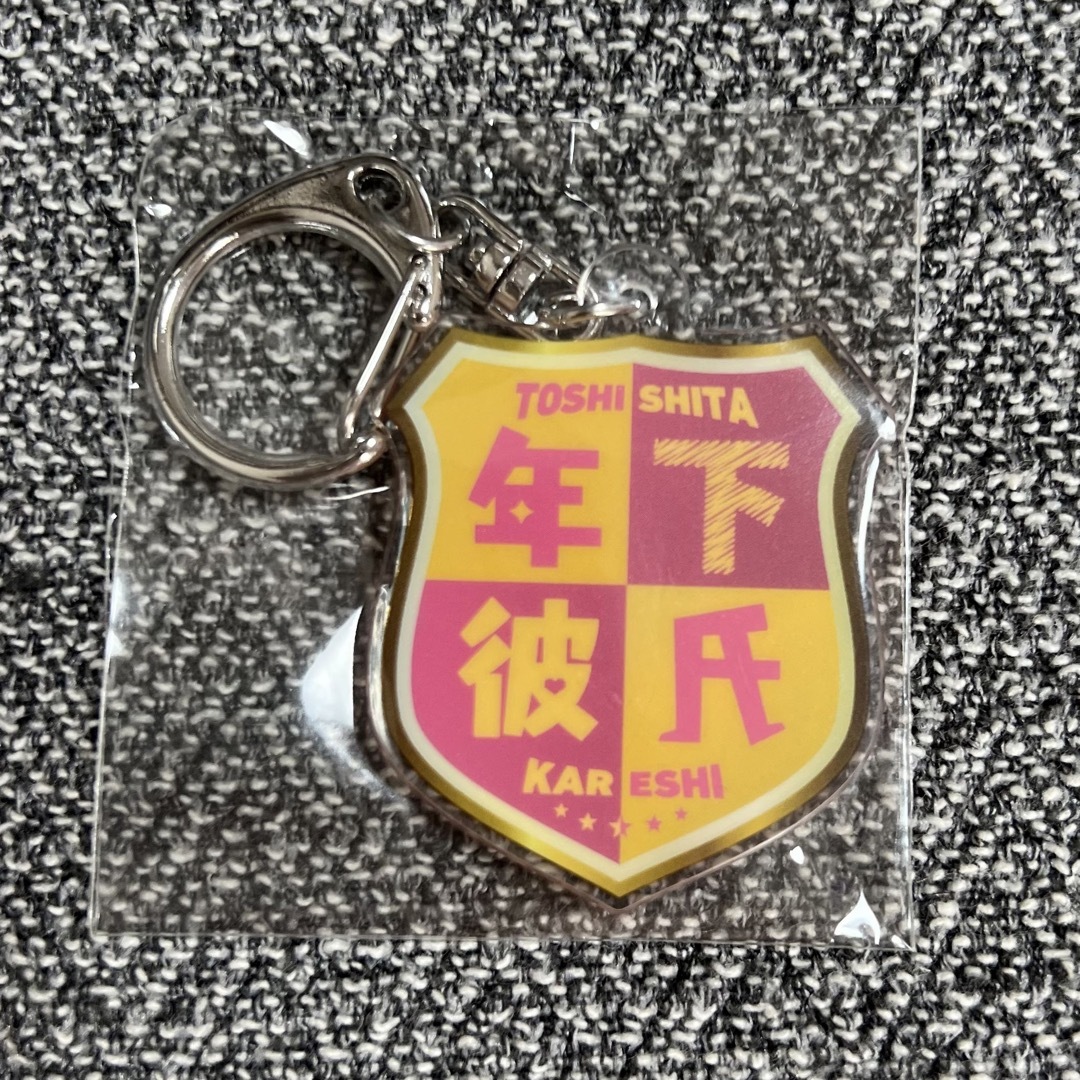 TOSHI SHITA
年下
彼氏
KARESHI